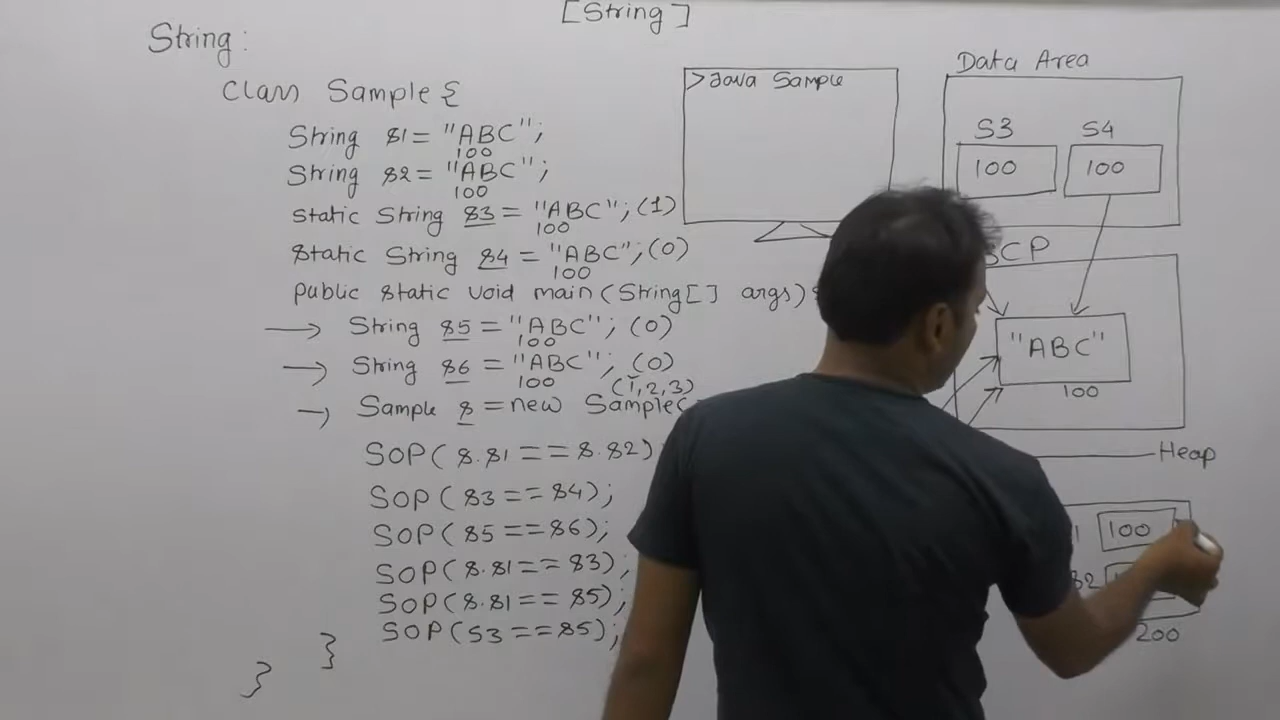 [String]
String:
Class Sample {
String s1 = "ABC";
100
String s2 = "ABC";
100
static String s3 = "ABC"; (1)
100
static String s4 = "ABC"; (0)
100
public static void main(String[] args) {
String s5 = "ABC"; (0)
100
String s6 = "ABC"; (0)
100
(1,2,3)
Sample s = new Sample(
SOP(s.s1 == s.s2)
SOP(s3 == s4);
SOP(s5 == s6);
SOP(s.s1 == s3);
SOP(s.s1 == s5);
SOP(s3 == s5);
}
}
>Java Sample
Data Area
S3 S4
100 100
SCP
"ABC"
100
Heap
1 100
s2
200